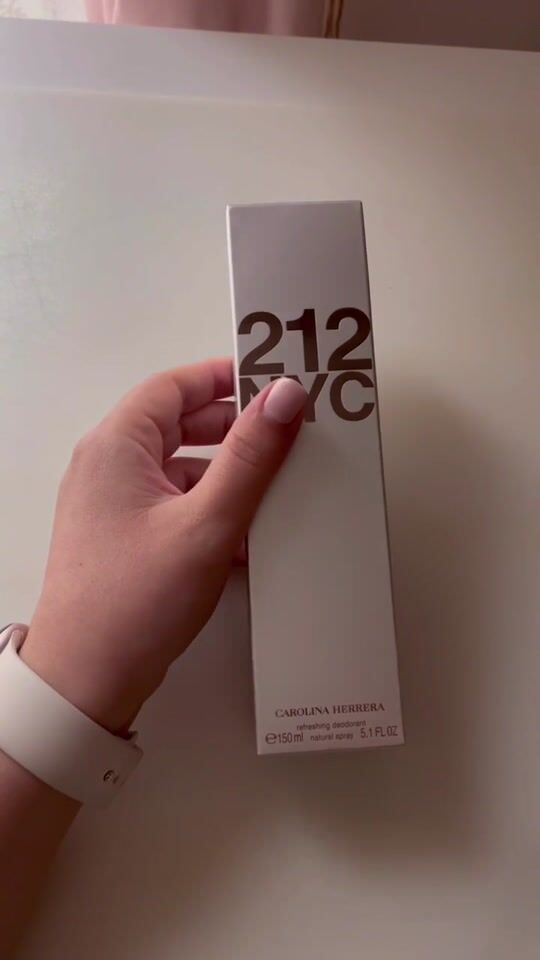 212
NYC
CAROLINA HERRERA
refreshing deodorant
℮150 ml natural spray 5.1 FL.OZ